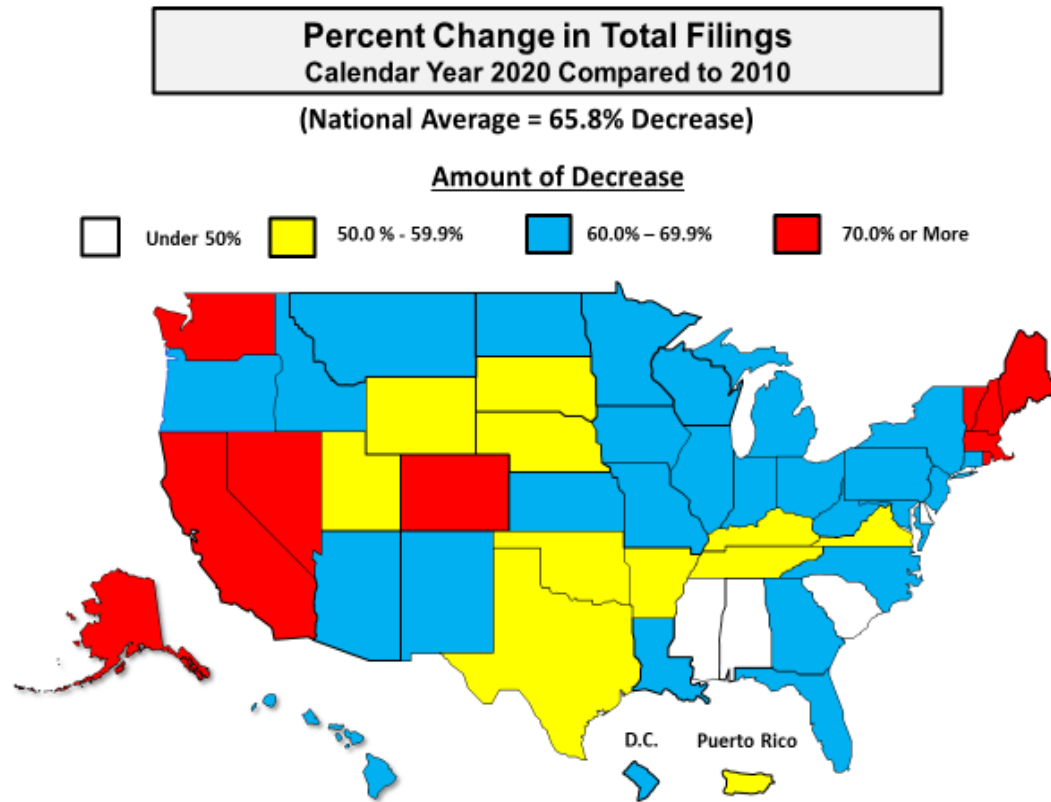 Percent Change in Total Filings
Calendar Year 2020 Compared to 2010
(National Average = 65.8% Decrease)
Amount of Decrease
Under 50% 50.0 % - 59.9% 60.0% – 69.9% 70.0% or More
D.C. Puerto Rico